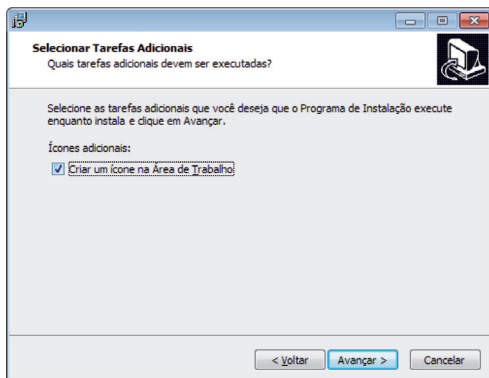 Selecionar Tarefas Adicionais
Quais tarefas adicionais devem ser executadas?
Selecione as tarefas adicionais que você deseja que o Programa de Instalação execute
enquanto instala e clique em Avançar.
Ícones adicionais:
Criar um ícone na Área de Trabalho
< Voltar Avançar > Cancelar